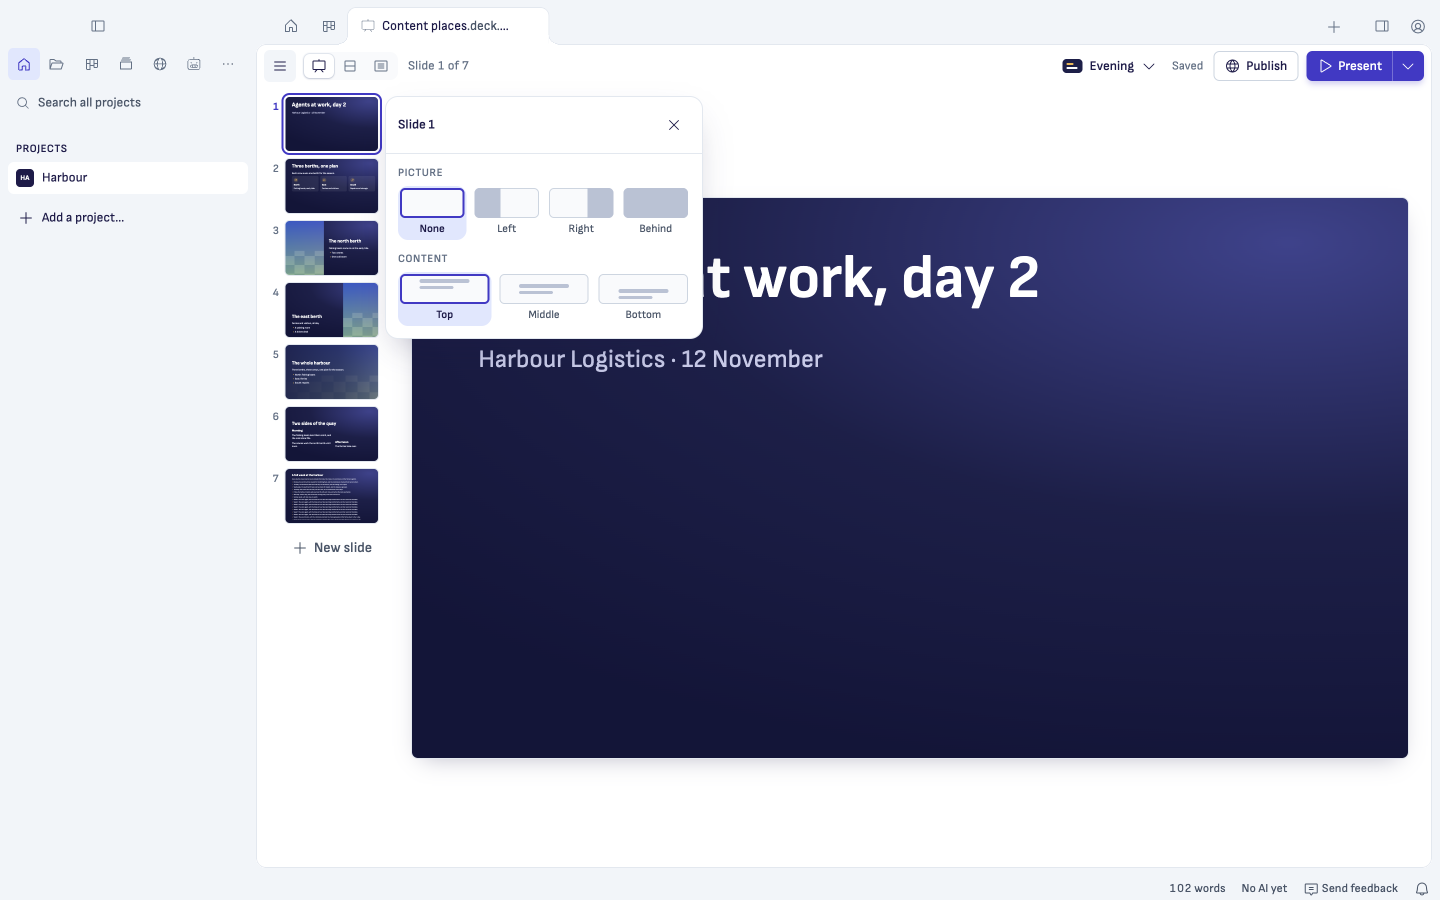 Content places.deck....
Slide 1 of 7
Evening
Saved
Publish
Present
Search all projects
PROJECTS
HA
Harbour
Add a project...
1
Agents at work, day 2
2
Three berths, one plan
3
The north berth
4
The east berth
5
The whole harbour
6
Two sides of the quay
Morning
Afternoon
7
New slide
Slide 1
PICTURE
None
Left
Right
Behind
CONTENT
Top
Middle
Bottom
t work, day 2
Harbour Logistics · 12 November
102 words
No AI yet
Send feedback